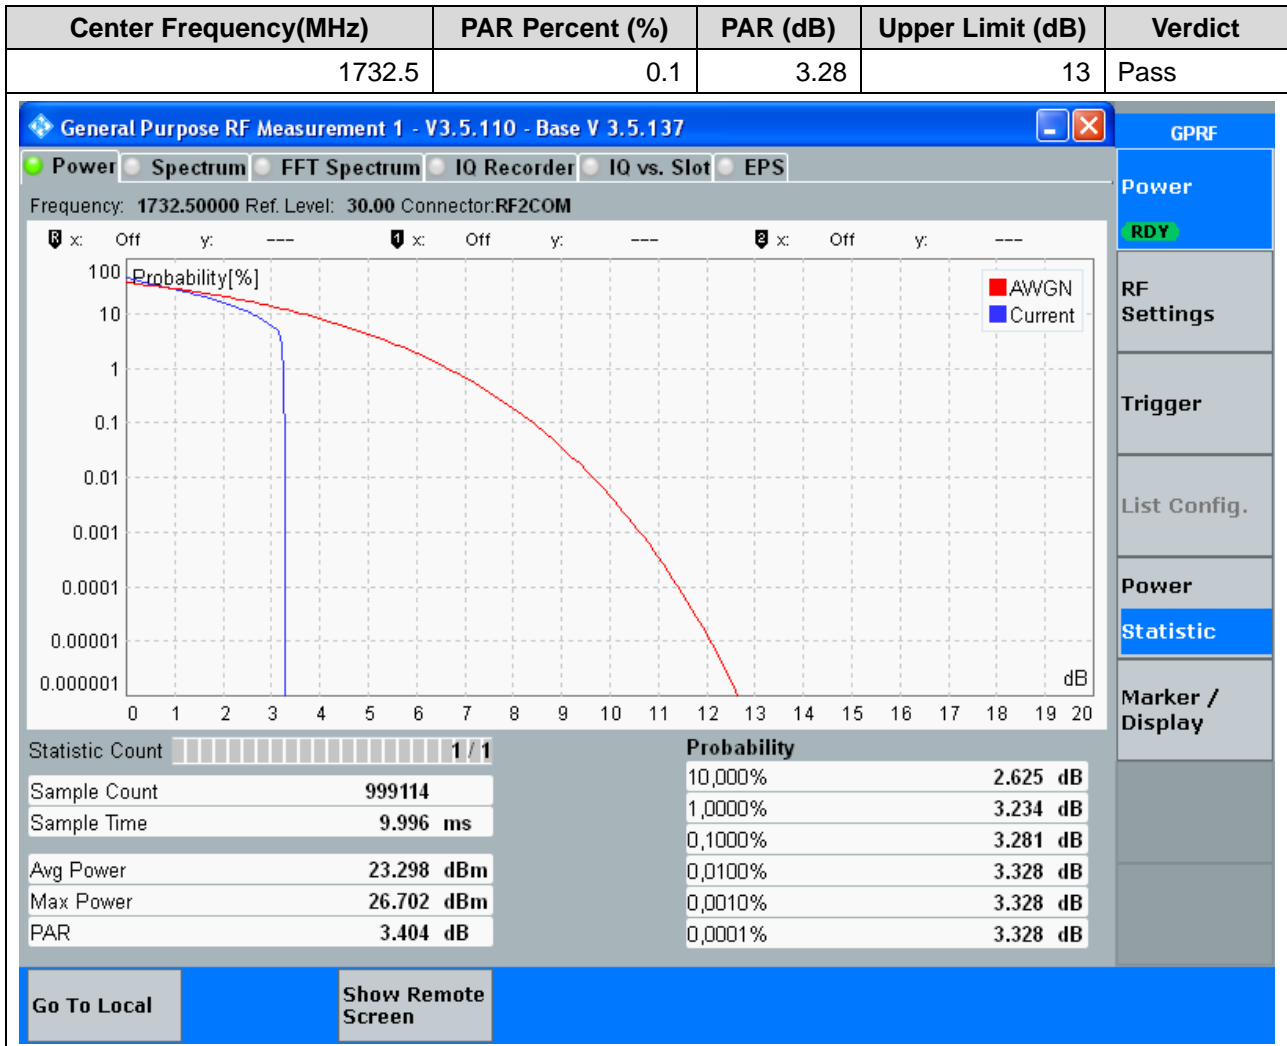 Center Frequency(MHz) PAR Percent (%) PAR (dB) Upper Limit (dB) Verdict
1732.5 0.1 3.28 13 Pass
General Purpose RF Measurement 1 - V3.5.110 - Base V 3.5.137
GPRF
Power Spectrum FFT Spectrum IQ Recorder IQ vs. Slot EPS
Frequency: 1732.50000 Ref. Level: 30.00 Connector:RF2COM
R x: Off y: --- 1 x: Off y: --- 2 x: Off y: ---
Probability[%]
100
10
1
0.1
0.01
0.001
0.0001
0.00001
0.000001
AWGN
Current
dB
0 1 2 3 4 5 6 7 8 9 10 11 12 13 14 15 16 17 18 19 20
Statistic Count 1 / 1
Sample Count 999114
Sample Time 9.996 ms
Avg Power 23.298 dBm
Max Power 26.702 dBm
PAR 3.404 dB
Probability
10,000% 2.625 dB
1,0000% 3.234 dB
0,1000% 3.281 dB
0,0100% 3.328 dB
0,0010% 3.328 dB
0,0001% 3.328 dB
Power
RDY
RF
Settings
Trigger
List Config.
Power
Statistic
Marker /
Display
Go To Local
Show Remote
Screen